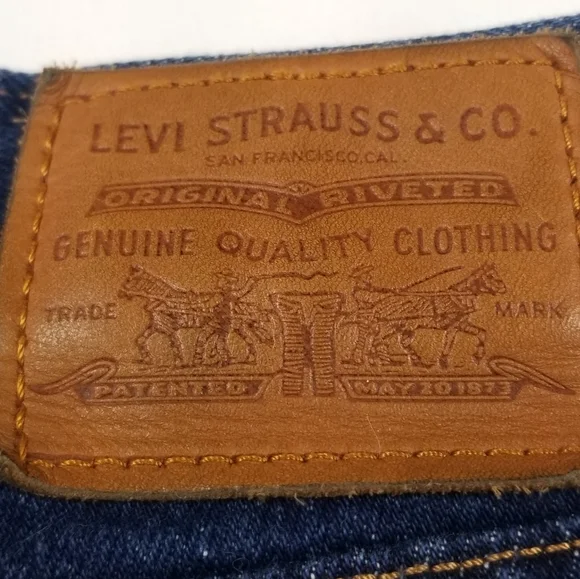 LEVI STRAUSS & CO.
SAN FRANCISCO, CAL.
ORIGINAL RIVETED
GENUINE QUALITY CLOTHING
TRADE MARK
PATENTED MAY 20 1873